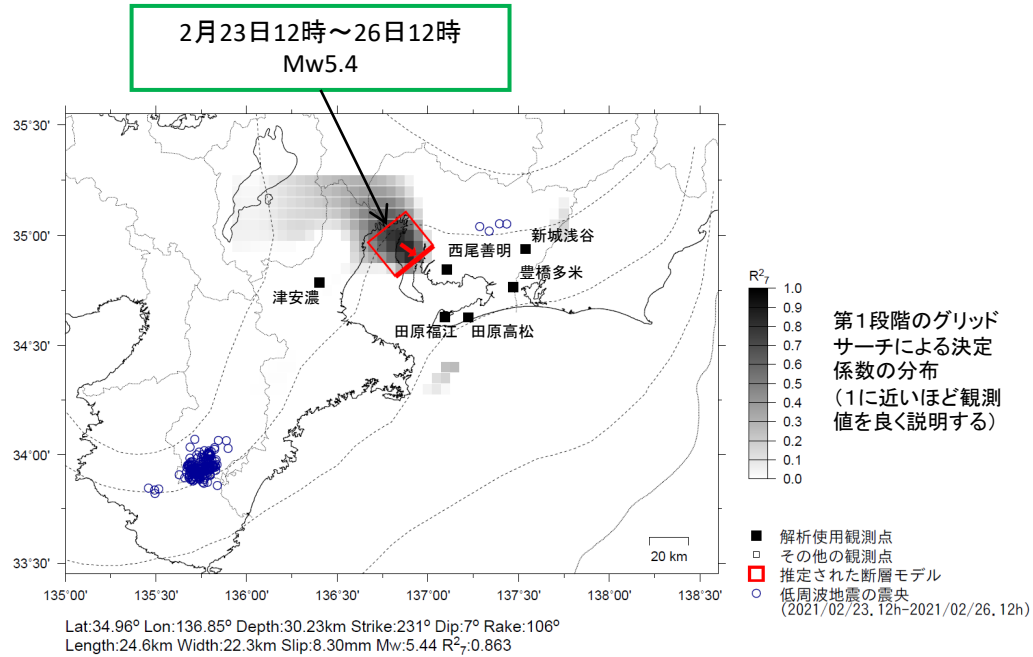 2月23日12時～26日12時
Mw5.4
35°30'
35°00'
34°30'
34°00'
33°30'
新城浅谷
西尾善明
豊橋多米
津安濃
田原福江
田原高松
20 km
135°00'
135°30'
136°00'
136°30'
137°00'
137°30'
138°00'
138°30'
R²₇
1.0
0.9
0.8
0.7
0.6
0.5
0.4
0.3
0.2
0.1
0.0
第1段階のグリッド
サーチによる決定
係数の分布
（1に近いほど観測
値を良く説明する）
解析使用観測点
その他の観測点
推定された断層モデル
低周波地震の震央
(2021/02/23.12h-2021/02/26.12h)
Lat:34.96° Lon:136.85° Depth:30.23km Strike:231° Dip:7° Rake:106°
Length:24.6km Width:22.3km Slip:8.30mm Mw:5.44 R²₇:0.863